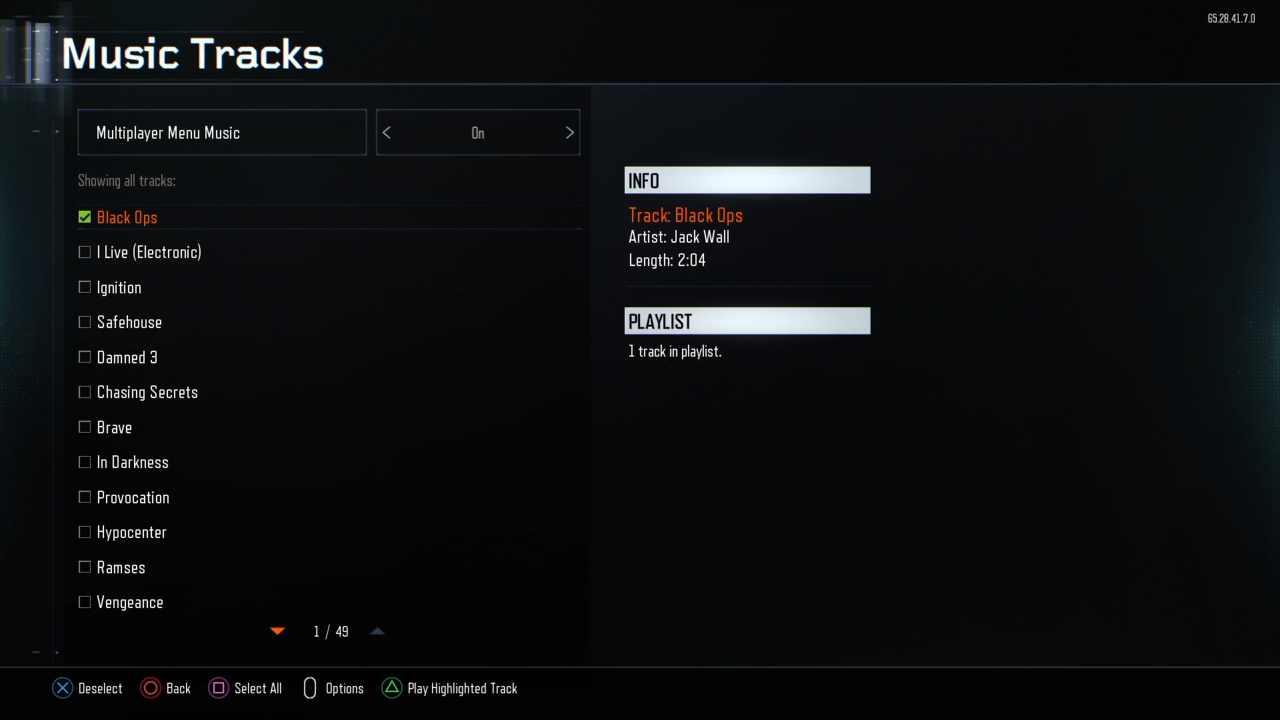 65.28.41.7.0
Music Tracks
Multiplayer Menu Music
On
Showing all tracks:
Black Ops
I Live (Electronic)
Ignition
Safehouse
Damned 3
Chasing Secrets
Brave
In Darkness
Provocation
Hypocenter
Ramses
Vengeance
1 / 49
INFO
Track: Black Ops
Artist: Jack Wall
Length: 2:04
PLAYLIST
1 track in playlist.
Deselect Back Select All Options Play Highlighted Track